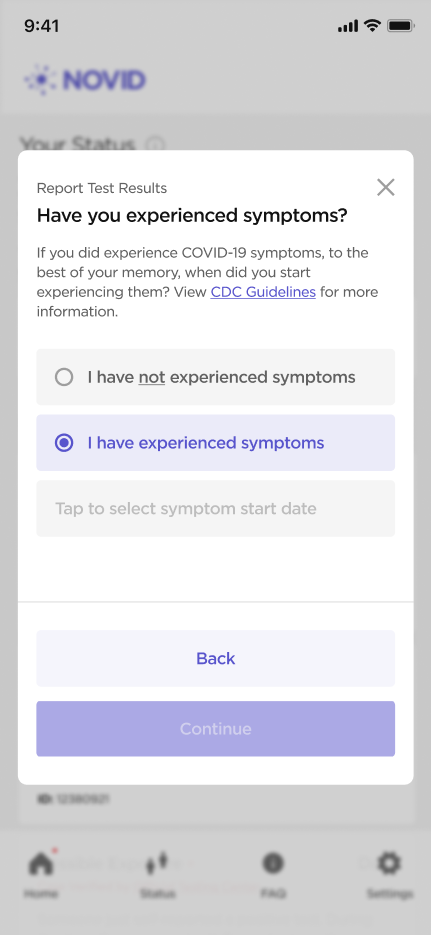 9:41
NOVID
Your Status
Report Test Results
Have you experienced symptoms?
If you did experience COVID-19 symptoms, to the
best of your memory, when did you start
experiencing them? View CDC Guidelines for more
information.
I have not experienced symptoms
I have experienced symptoms
Tap to select symptom start date
Back
Continue
ID: 12380921
Home
Status
FAQ
Settings